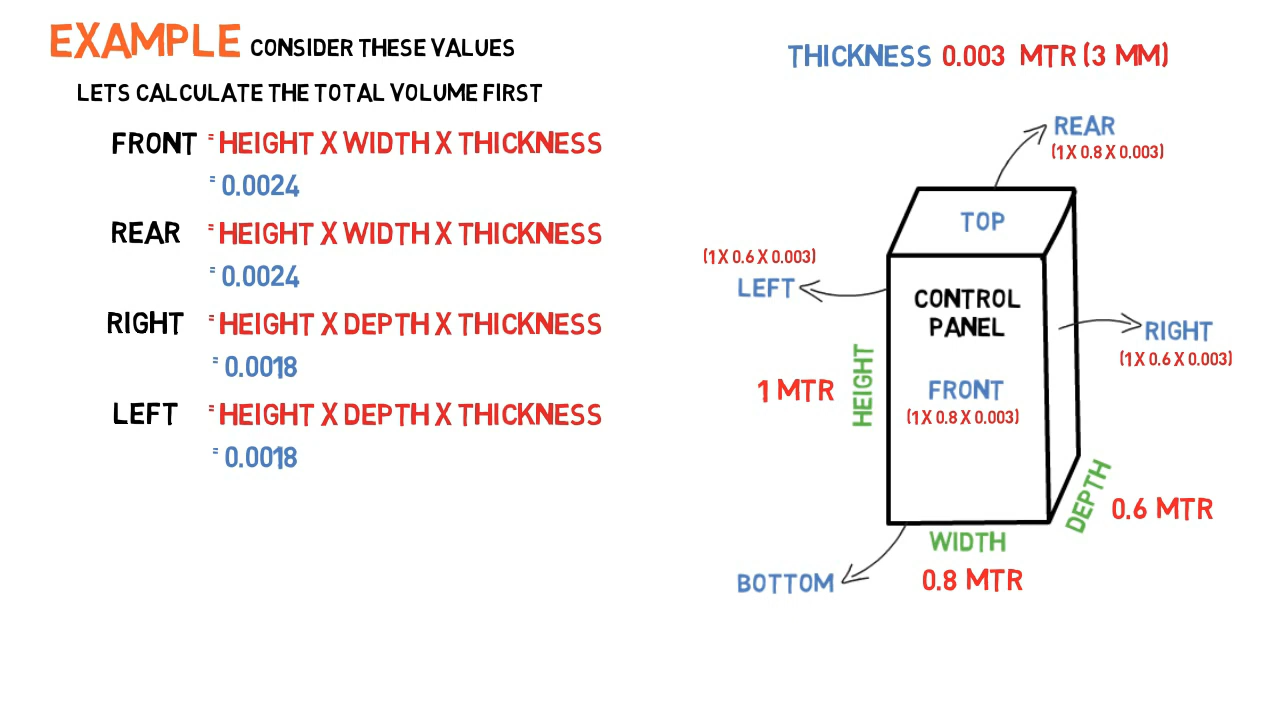 EXAMPLE CONSIDER THESE VALUES
LETS CALCULATE THE TOTAL VOLUME FIRST
FRONT = HEIGHT X WIDTH X THICKNESS
= 0.0024
REAR = HEIGHT X WIDTH X THICKNESS
= 0.0024
RIGHT = HEIGHT X DEPTH X THICKNESS
= 0.0018
LEFT = HEIGHT X DEPTH X THICKNESS
= 0.0018
THICKNESS 0.003 MTR (3 MM)
REAR
(1 X 0.8 X 0.003)
TOP
(1 X 0.6 X 0.003)
LEFT
CONTROL
PANEL
RIGHT
(1 X 0.6 X 0.003)
1 MTR
HEIGHT
FRONT
(1 X 0.8 X 0.003)
DEPTH
0.6 MTR
WIDTH
0.8 MTR
BOTTOM